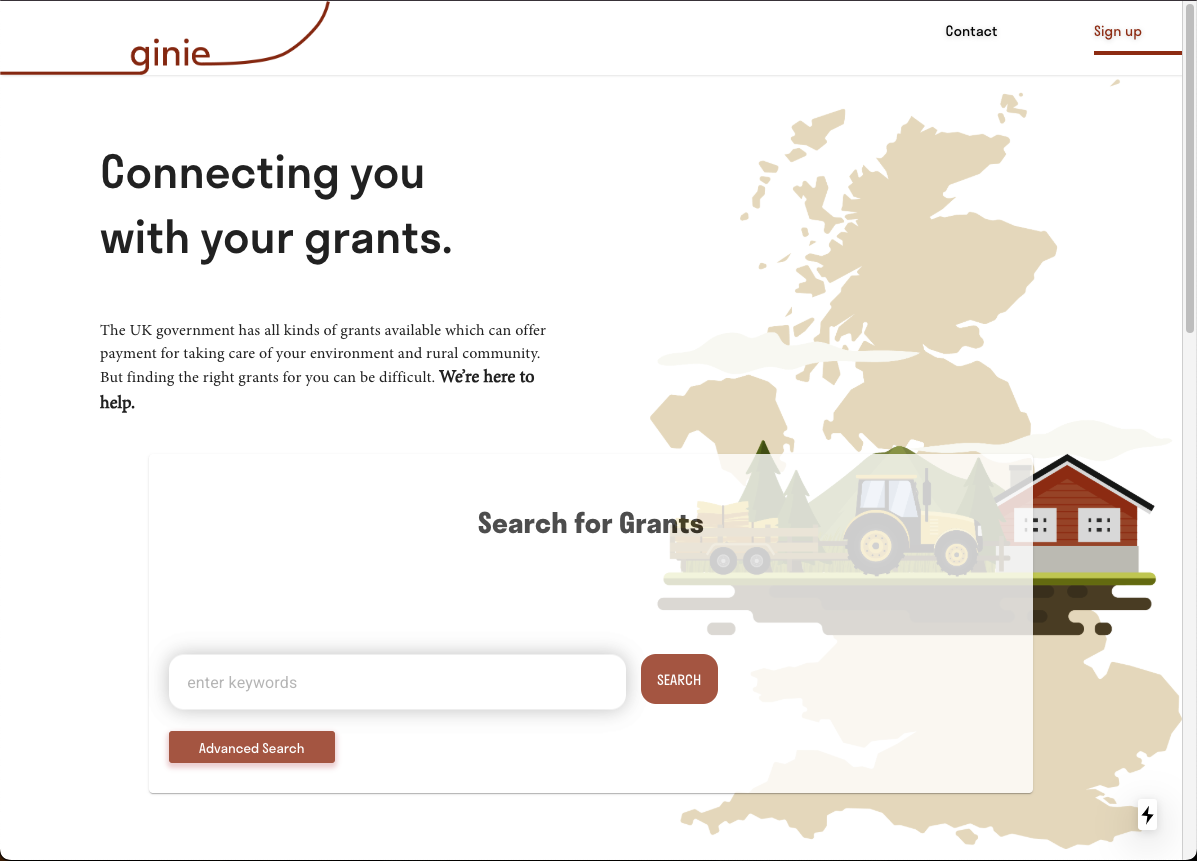 ginie
Contact
Sign up
Connecting you
with your grants.
The UK government has all kinds of grants available which can offer
payment for taking care of your environment and rural community.
But finding the right grants for you can be difficult. We’re here to
help.
Search for Grants
enter keywords
SEARCH
Advanced Search